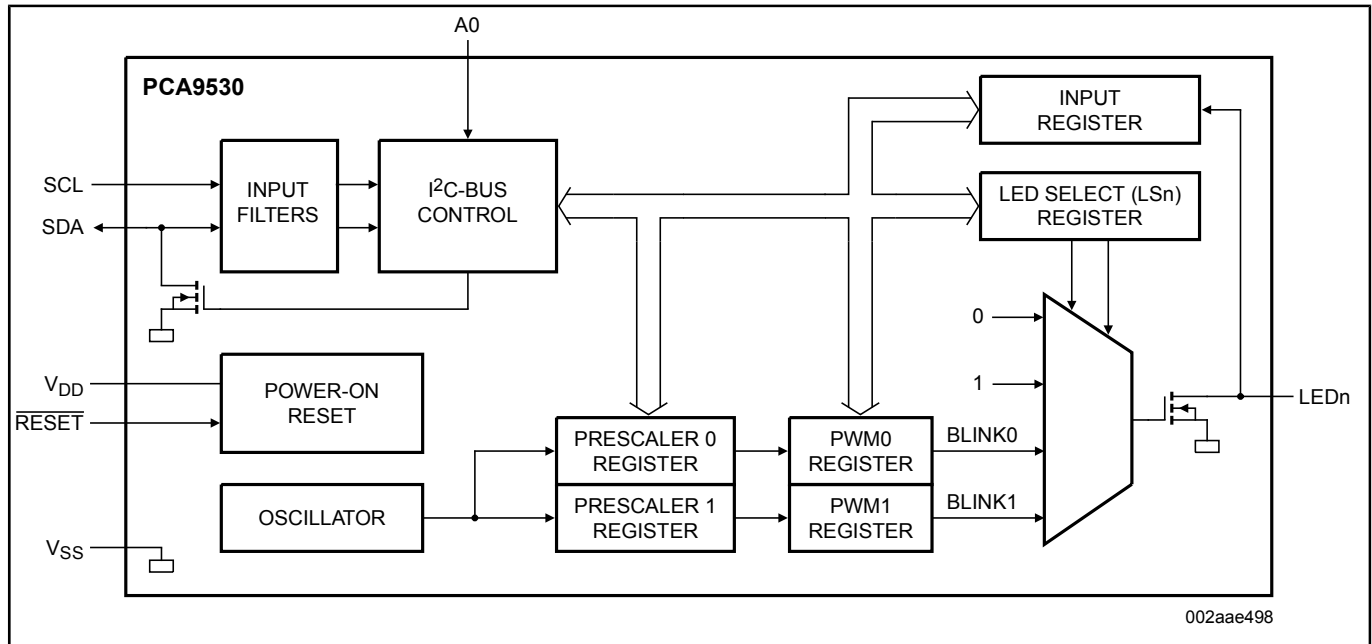 A0
PCA9530
INPUT
REGISTER
SCL
SDA
INPUT
FILTERS
I²C-BUS
CONTROL
LED SELECT (LSn)
REGISTER
0
1
VDD
RESET
POWER-ON
RESET
LEDn
PRESCALER 0
REGISTER
PWM0
REGISTER
BLINK0
OSCILLATOR
PRESCALER 1
REGISTER
PWM1
REGISTER
BLINK1
VSS
002aae498